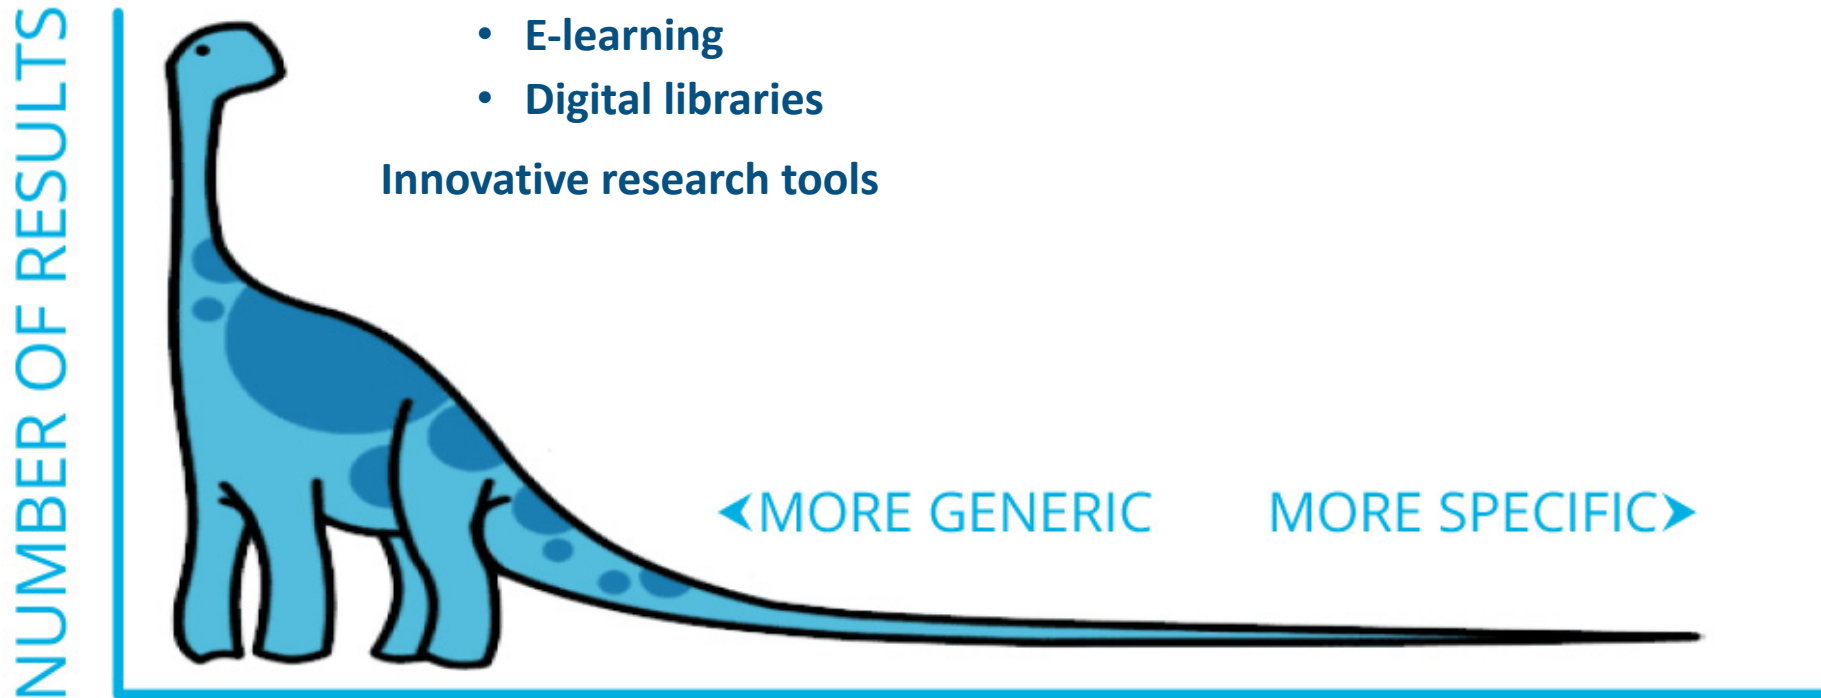 NUMBER OF RESULTS
• E-learning
• Digital libraries
Innovative research tools
<MORE GENERIC
MORE SPECIFIC>